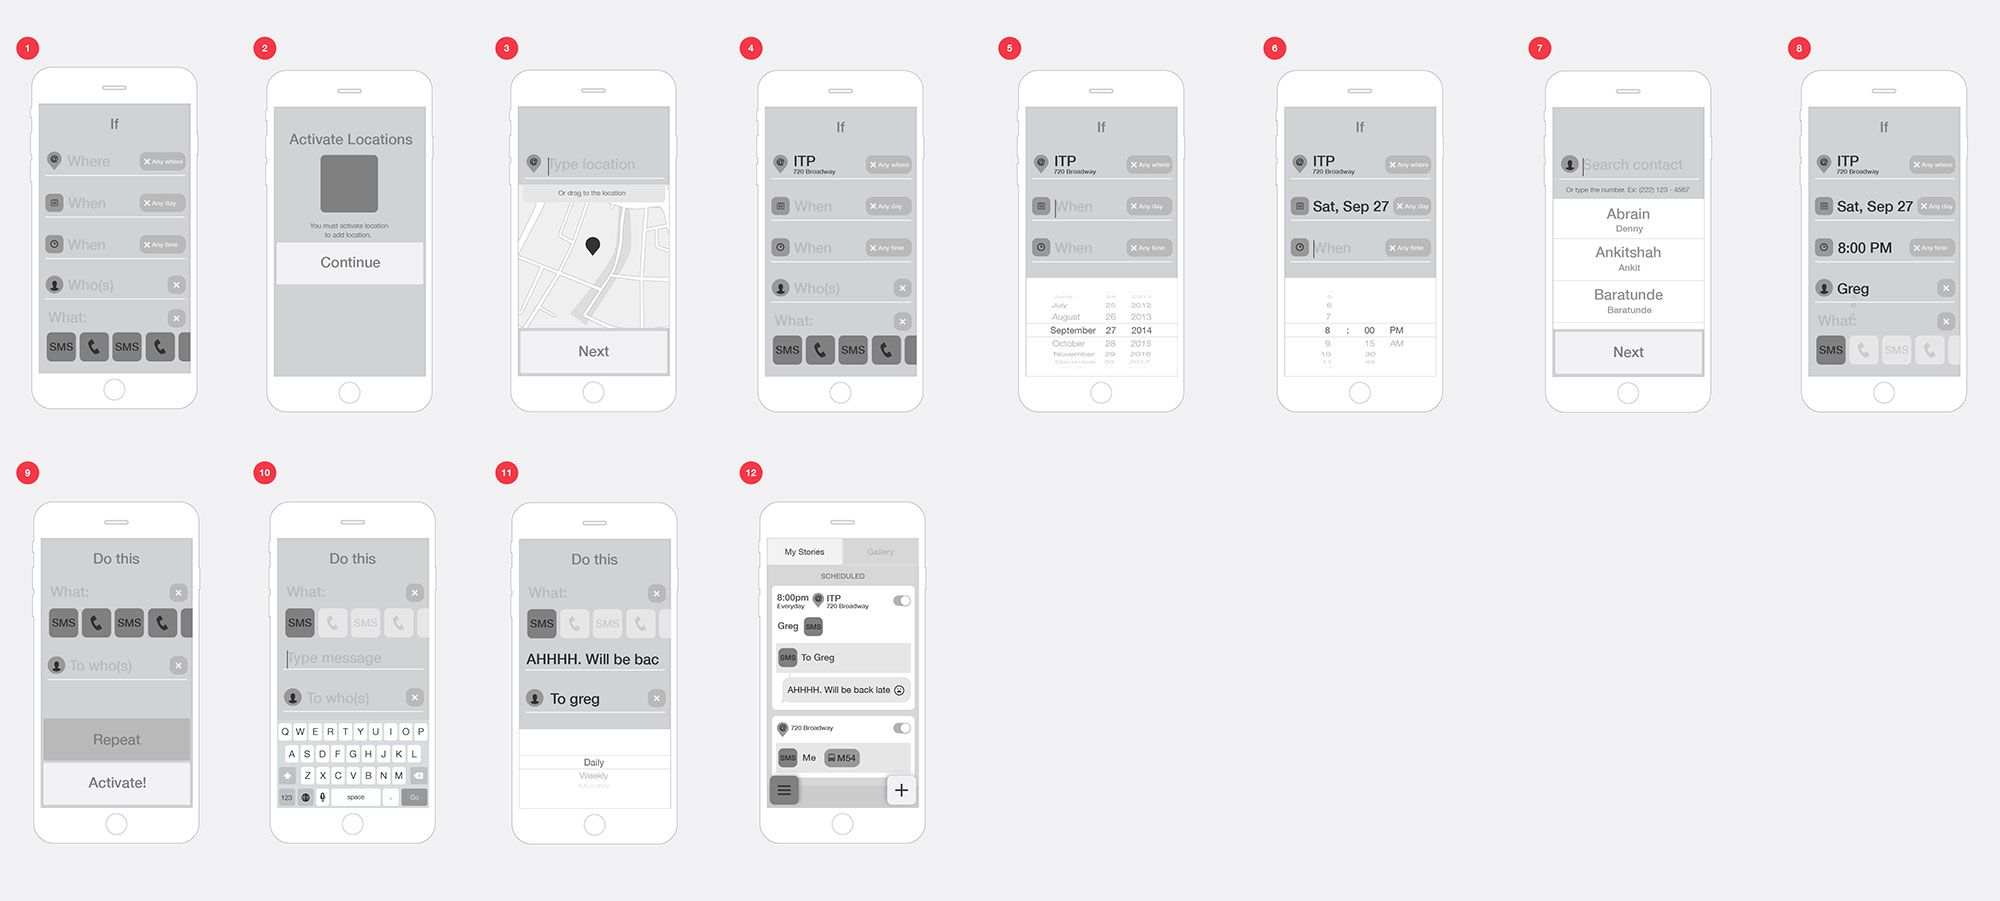 1
If
Where
Any where
When
Any day
When
Any time
Who(s)
What:
SMS
SMS
2
Activate Locations
You must activate location
to add location.
Continue
3
Type location
Or drag to the location
Next
4
If
ITP
720 Broadway
Any where
When
Any day
When
Any time
Who(s)
What:
SMS
SMS
5
If
ITP
720 Broadway
Any where
When
Any day
When
Any time
July 25 2012
August 26 2013
September 27 2014
October 28 2015
November 29 2016
6
If
ITP
720 Broadway
Any where
Sat, Sep 27
Any day
When
Any time
6
7
8 : 00 PM
9 15 AM
10 30
7
Search contact
Or type the number. Ex: (222) 123 - 4567
Abrain
Denny
Ankitshah
Ankit
Baratunde
Baratunde
Next
8
If
ITP
720 Broadway
Any where
Sat, Sep 27
Any day
8:00 PM
Any time
Greg
What:
SMS
SMS
9
Do this
What:
SMS
SMS
To who(s)
Repeat
Activate!
10
Do this
What:
SMS
SMS
Type message
To who(s)
Q W E R T Y U I O P
A S D F G H J K L
Z X C V B N M
123
space
.
Go
11
Do this
What:
SMS
SMS
AHHHH. Will be bac
To greg
Daily
Weekly
12
My Stories
Gallery
SCHEDULED
8:00pm
Everyday
ITP
720 Broadway
Greg
SMS
SMS
To Greg
AHHHH. Will be back late
720 Broadway
SMS
Me
M54